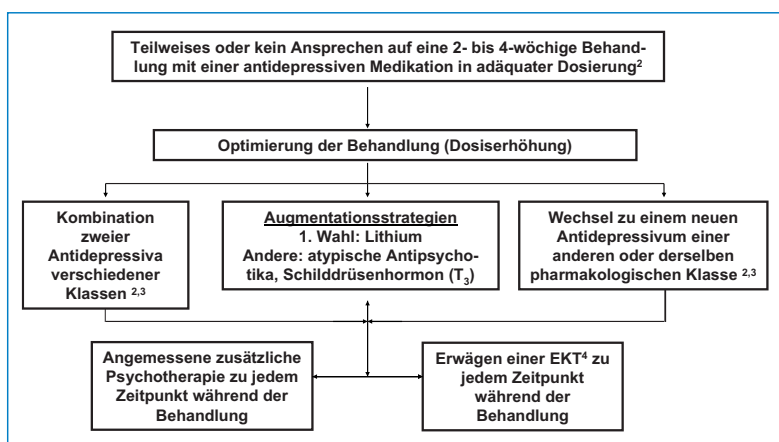 Teilweises oder kein Ansprechen auf eine 2- bis 4-wöchige Behand-
lung mit einer antidepressiven Medikation in adäquater Dosierung²
Optimierung der Behandlung (Dosiserhöhung)
Kombination
zweier
Antidepressiva
verschiedener
Klassen ²,³
Augmentationsstrategien
1. Wahl: Lithium
Andere: atypische Antipsycho-
tika, Schilddrüsenhormon (T₃)
Wechsel zu einem neuen
Antidepressivum einer
anderen oder derselben
pharmakologischen Klasse ²,³
Angemessene zusätzliche
Psychotherapie zu jedem
Zeitpunkt während der
Behandlung
Erwägen einer EKT⁴ zu
jedem Zeitpunkt
während der
Behandlung